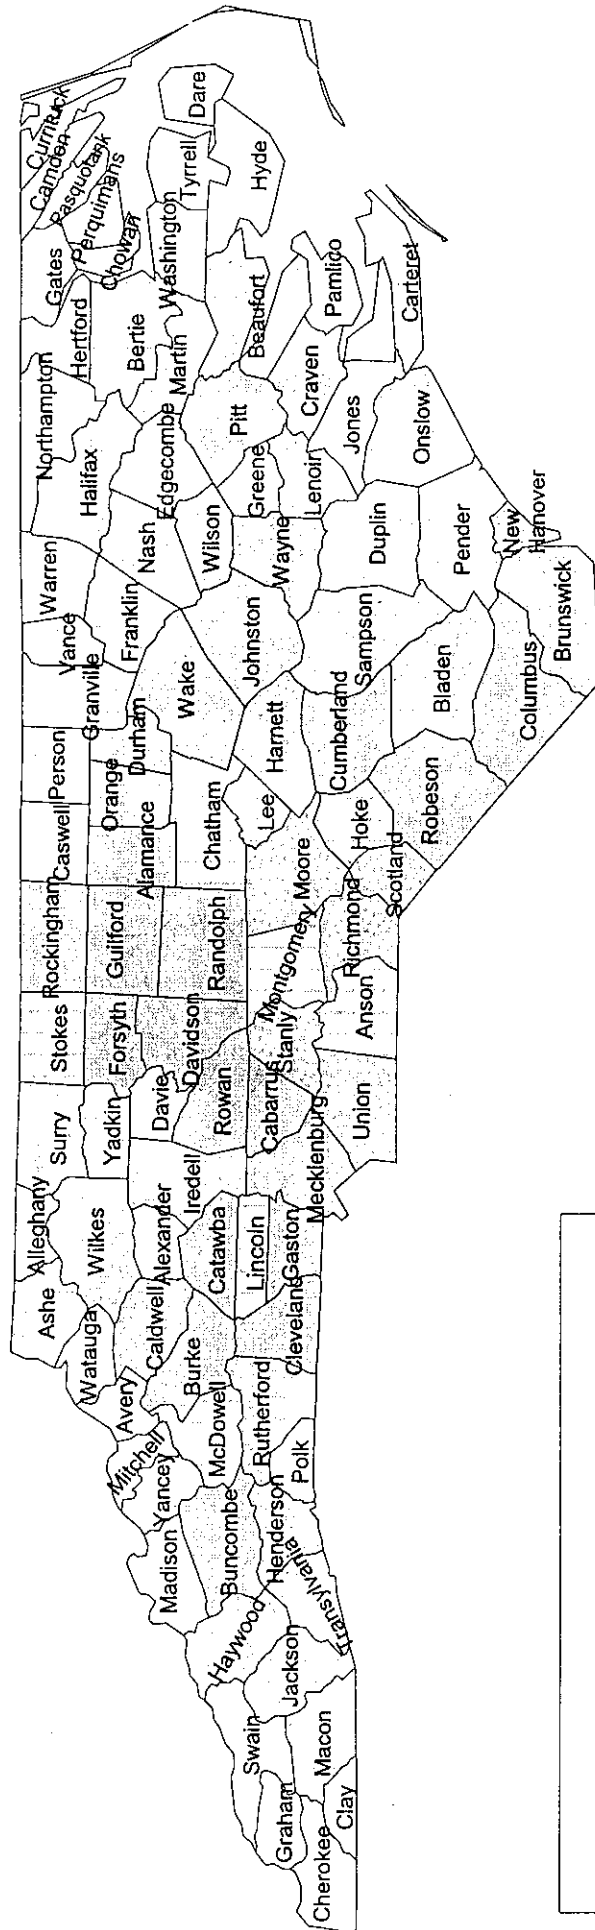 Cherokee
Graham
Clay
Swain
Macon
Jackson
Haywood
Transylvania
Madison
Buncombe
Henderson
Yancey
Mitchell
McDowell
Polk
Rutherford
Avery
Burke
Cleveland
Watauga
Caldwell
Ashe
Alleghany
Wilkes
Alexander
Catawba
Lincoln
Gaston
Surry
Yadkin
Iredell
Mecklenburg
Davie
Rowan
Cabarrus
Union
Stokes
Forsyth
Davidson
Stanly
Anson
Rockingham
Guilford
Randolph
Montgomery
Richmond
Caswell
Alamance
Chatham
Moore
Scotland
Person
Orange
Durham
Lee
Hoke
Robeson
Granville
Vance
Wake
Harnett
Cumberland
Bladen
Columbus
Warren
Franklin
Johnston
Sampson
Brunswick
Northampton
Halifax
Nash
Wilson
Wayne
Duplin
Pender
New
Hanover
Hertford
Bertie
Edgecombe
Martin
Pitt
Greene
Lenoir
Jones
Onslow
Gates
Chowan
Perquimans
Pasquotank
Camden
Currituck
Washington
Tyrrell
Dare
Beaufort
Hyde
Craven
Pamlico
Carteret